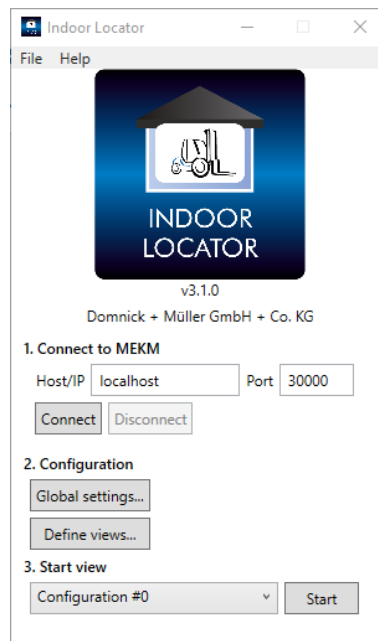 Indoor Locator
File Help
INDOOR
LOCATOR
v3.1.0
Domnick + Müller GmbH + Co. KG
1. Connect to MEKM
Host/IP localhost Port 30000
Connect Disconnect
2. Configuration
Global settings...
Define views...
3. Start view
Configuration #0 Start